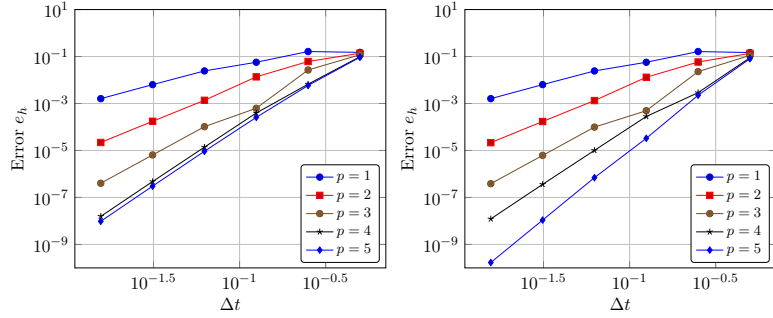 10^1
10^-1
10^-3
10^-5
10^-7
10^-9
Error e_h
10^-1.5
10^-1
10^-0.5
Δt
p = 1
p = 2
p = 3
p = 4
p = 5
10^1
10^-1
10^-3
10^-5
10^-7
10^-9
Error e_h
10^-1.5
10^-1
10^-0.5
Δt
p = 1
p = 2
p = 3
p = 4
p = 5